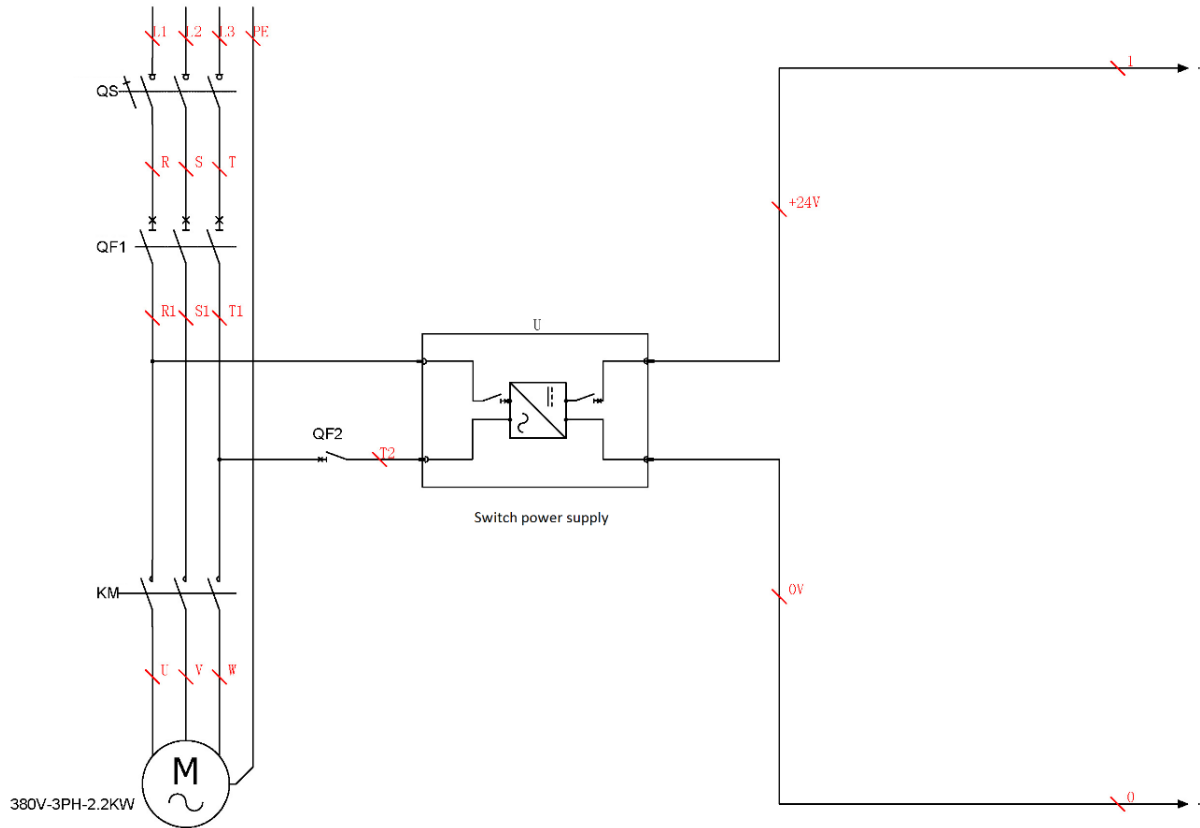 L1 L2 L3 PE
1
QS
R S T
+24V
QF1
R1 S1 T1
U
QF2
T2
Switch power supply
KM
0V
U V W
M
380V-3PH-2.2KW
0